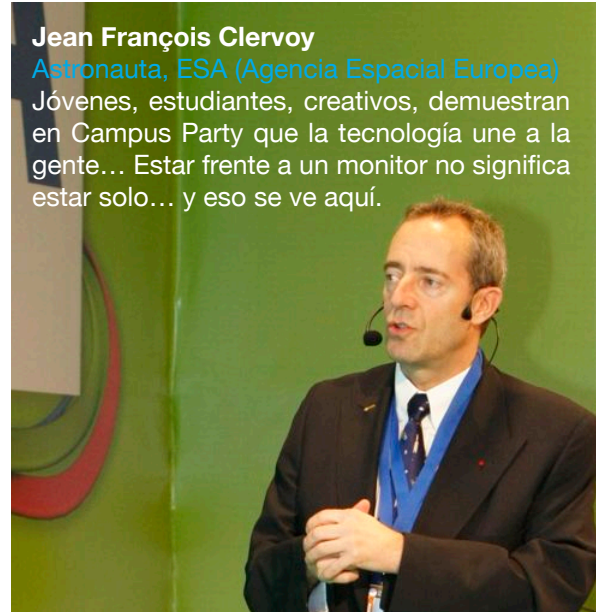 Jean François Clervoy
Astronauta, ESA (Agencia Espacial Europea)
Jóvenes, estudiantes, creativos, demuestran
en Campus Party que la tecnología une a la
gente… Estar frente a un monitor no significa
estar solo… y eso se ve aquí.